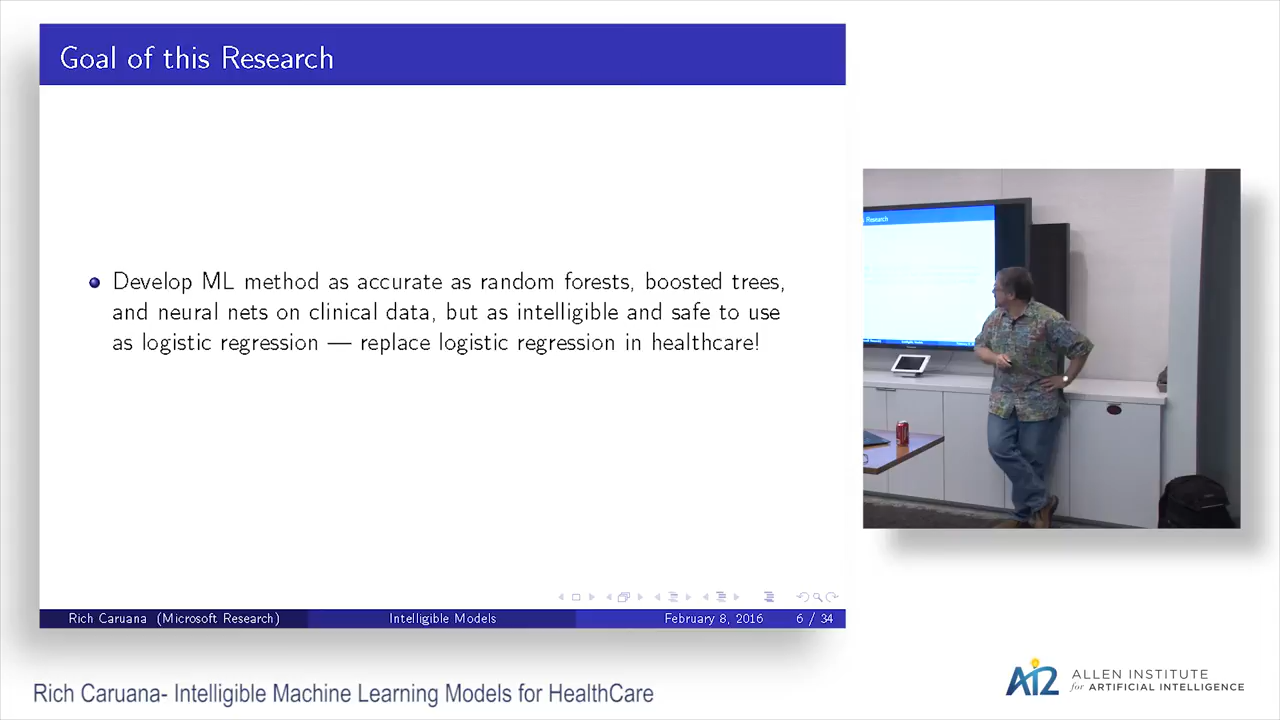 Goal of this Research
Develop ML method as accurate as random forests, boosted trees,
and neural nets on clinical data, but as intelligible and safe to use
as logistic regression — replace logistic regression in healthcare!
Rich Caruana (Microsoft Research)
Intelligible Models
February 8, 2016
6 / 34
Research
Rich Caruana- Intelligible Machine Learning Models for HealthCare
AI2
ALLEN INSTITUTE
for ARTIFICIAL INTELLIGENCE